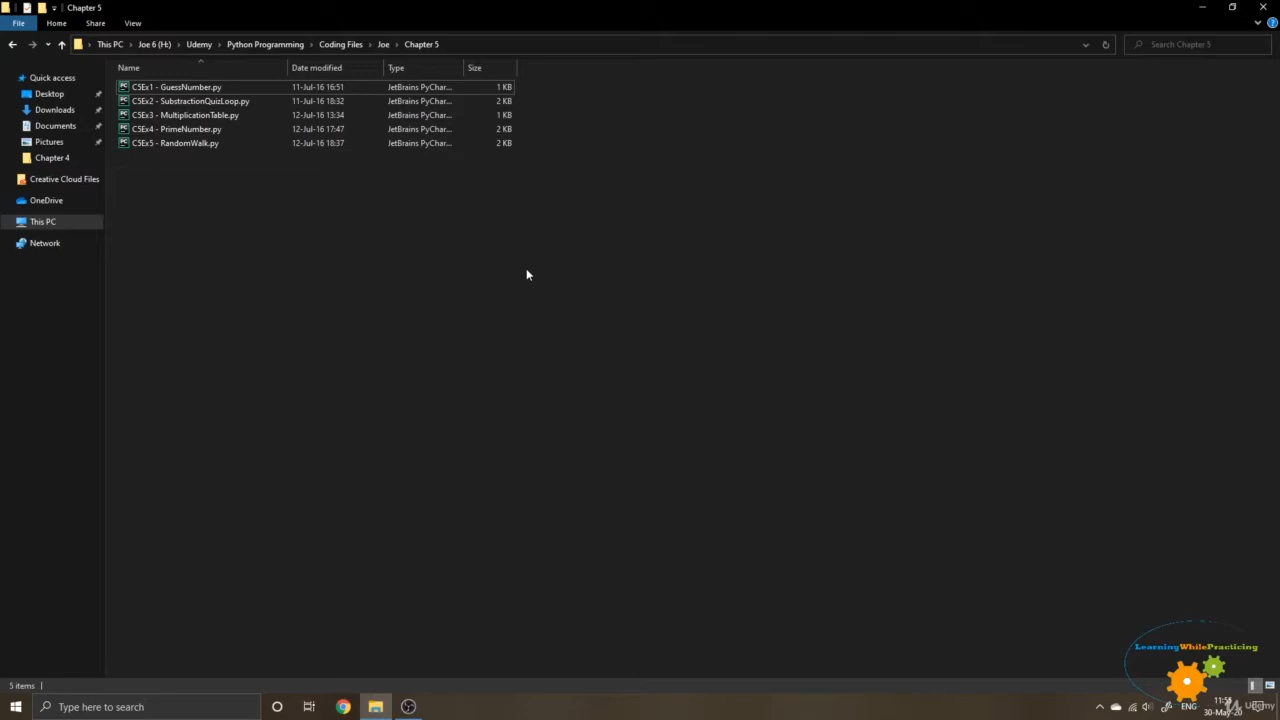 Chapter 5
File Home Share View
This PC Joe 6 (H:) Udemy Python Programming Coding Files Joe Chapter 5
Search Chapter 5
Name Date modified Type Size
Quick access
Desktop
Downloads
Documents
Pictures
Chapter 4
Creative Cloud Files
OneDrive
This PC
Network
C5Ex1 - GuessNumber.py 11-Jul-16 16:51 JetBrains PyChar... 1 KB
C5Ex2 - SubstractionQuizLoop.py 11-Jul-16 18:32 JetBrains PyChar... 2 KB
C5Ex3 - MultiplicationTable.py 12-Jul-16 13:34 JetBrains PyChar... 1 KB
C5Ex4 - PrimeNumber.py 12-Jul-16 17:47 JetBrains PyChar... 2 KB
C5Ex5 - RandomWalk.py 12-Jul-16 18:37 JetBrains PyChar... 2 KB
LearningWhilePracticing
5 items
Type here to search
ENG
30-May-20
Udemy